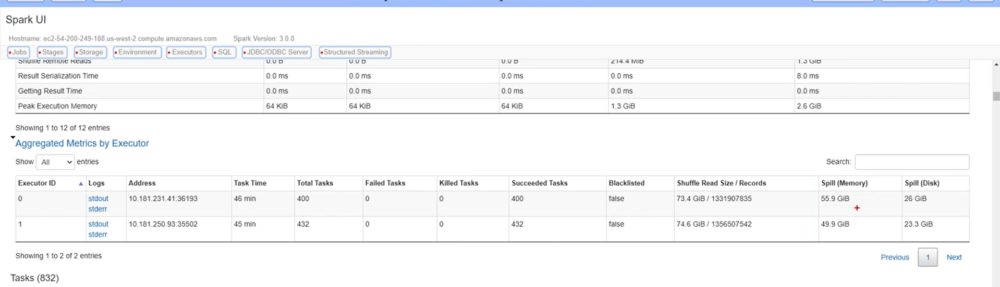 Spark UI
Hostname: ec2-54-200-249-188.us-west-2.compute.amazonaws.com Spark Version: 3.0.0
Jobs Stages Storage Environment Executors SQL JDBC/ODBC Server Structured Streaming
Shuffle Remote Reads 0.0 B 0.0 B 0.0 B 214.4 MiB 1.3 GiB
Result Serialization Time 0.0 ms 0.0 ms 0.0 ms 0.0 ms 8.0 ms
Getting Result Time 0.0 ms 0.0 ms 0.0 ms 0.0 ms 0.0 ms
Peak Execution Memory 64 KiB 64 KiB 64 KiB 1.3 GiB 2.6 GiB
Showing 1 to 12 of 12 entries
Aggregated Metrics by Executor
Show All entries Search:
Executor ID Logs Address Task Time Total Tasks Failed Tasks Killed Tasks Succeeded Tasks Blacklisted Shuffle Read Size / Records Spill (Memory) Spill (Disk)
0 stdout 10.181.231.41:36193 46 min 400 0 0 400 false 73.4 GiB / 1331907835 55.9 GiB 26 GiB
stderr
1 stdout 10.181.250.93:35502 45 min 432 0 0 432 false 74.6 GiB / 1356507542 49.9 GiB 23.3 GiB
stderr
Showing 1 to 2 of 2 entries
Previous 1 Next
Tasks (832)